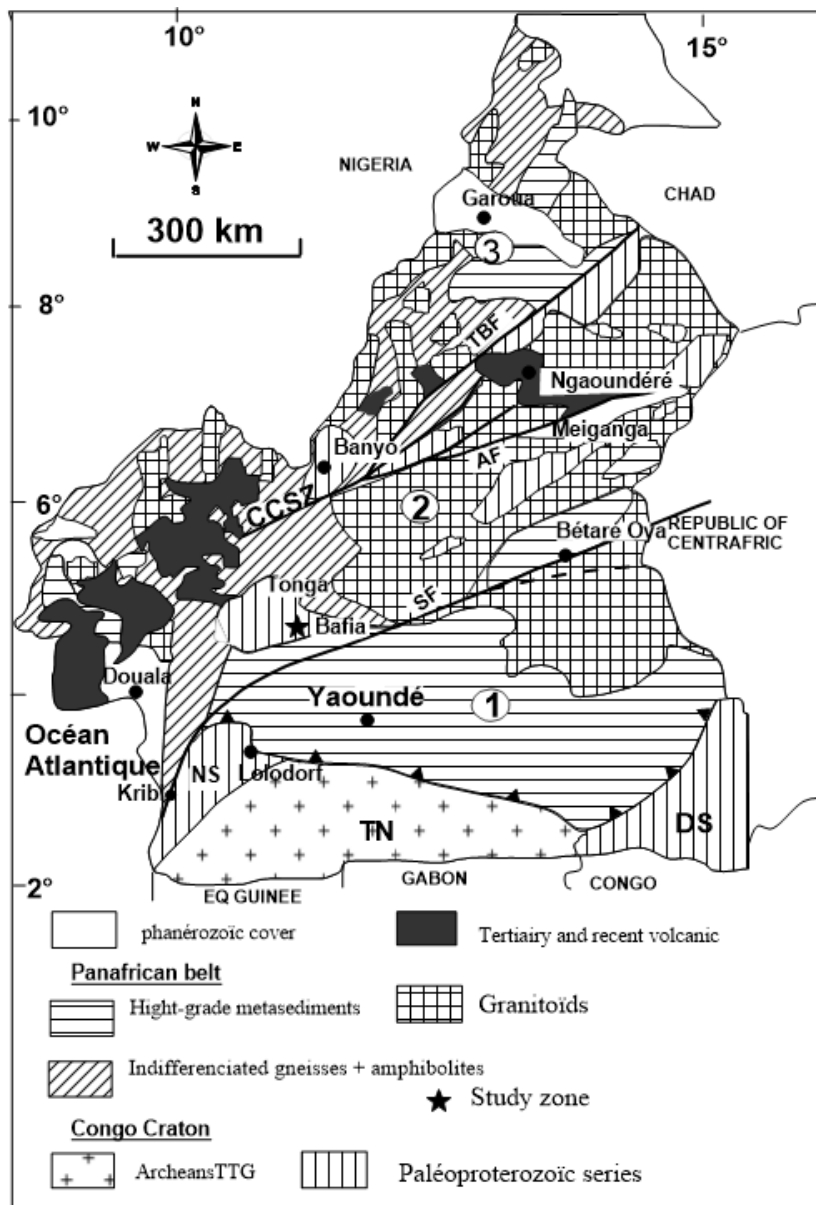 10°
15°
10°
N
W E
S
NIGERIA
CHAD
Garoua
300 km
3
8°
TBF
Ngaoundéré
Meiganga
Banyo
AF
6°
CCSZ
2
Bétaré Oya
REPUBLIC OF
CENTRAFRIC
Tonga
SF
Bafia
Douala
Yaoundé
1
Océan
Atlantique
NS
Lolodorf
Krib
TN
DS
2°
EQ GUINEE
GABON
CONGO
phanérozoïc cover
Tertiairy and recent volcanic
Panafrican belt
Hight-grade metasediments
Granitoïds
Indifferenciated gneisses + amphibolites
Study zone
Congo Craton
ArcheansTTG
Paléoproterozoïc series